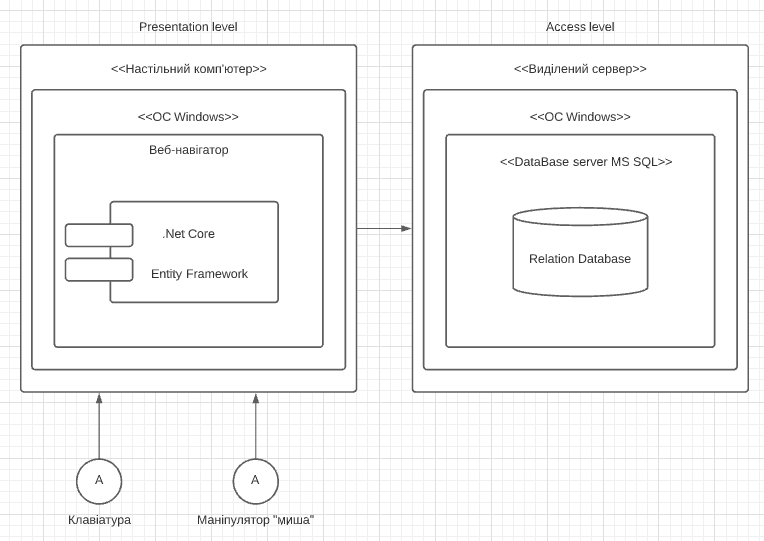 Presentation level
Access level
<<Настільний комп'ютер>>
<<Виділений сервер>>
<<ОС Windows>>
<<ОС Windows>>
Веб-навігатор
<<DataBase server MS SQL>>
.Net Core
Entity Framework
Relation Database
A
A
Клавіатура
Маніпулятор "миша"